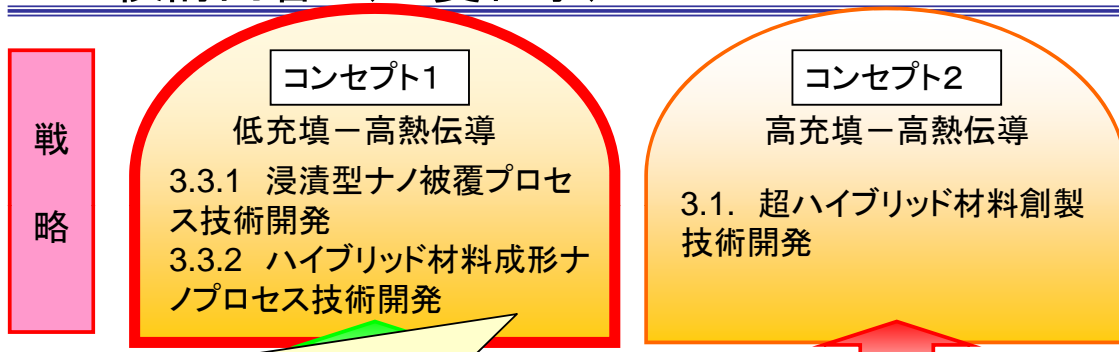 戦
略
コンセプト1
低充填－高熱伝導
3.3.1 浸漬型ナノ被覆プロセ
ス技術開発
3.3.2 ハイブリッド材料成形ナ
ノプロセス技術開発
コンセプト2
高充填－高熱伝導
3.1. 超ハイブリッド材料創製
技術開発